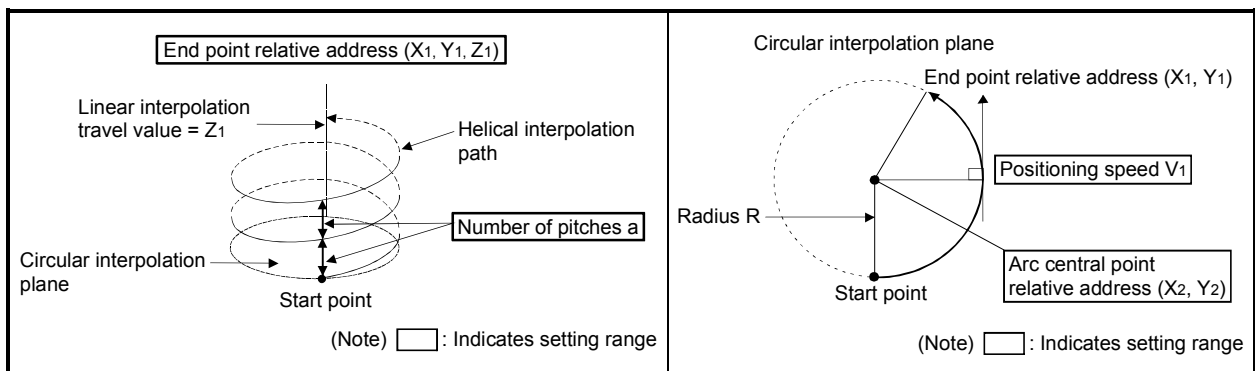 End point relative address (X1, Y1, Z1)
Linear interpolation
travel value = Z1
Helical interpolation
path
Number of pitches a
Circular interpolation
plane
Start point
(Note) : Indicates setting range
Circular interpolation plane
End point relative address (X1, Y1)
Positioning speed V1
Radius R
Arc central point
relative address (X2, Y2)
Start point
(Note) : Indicates setting range